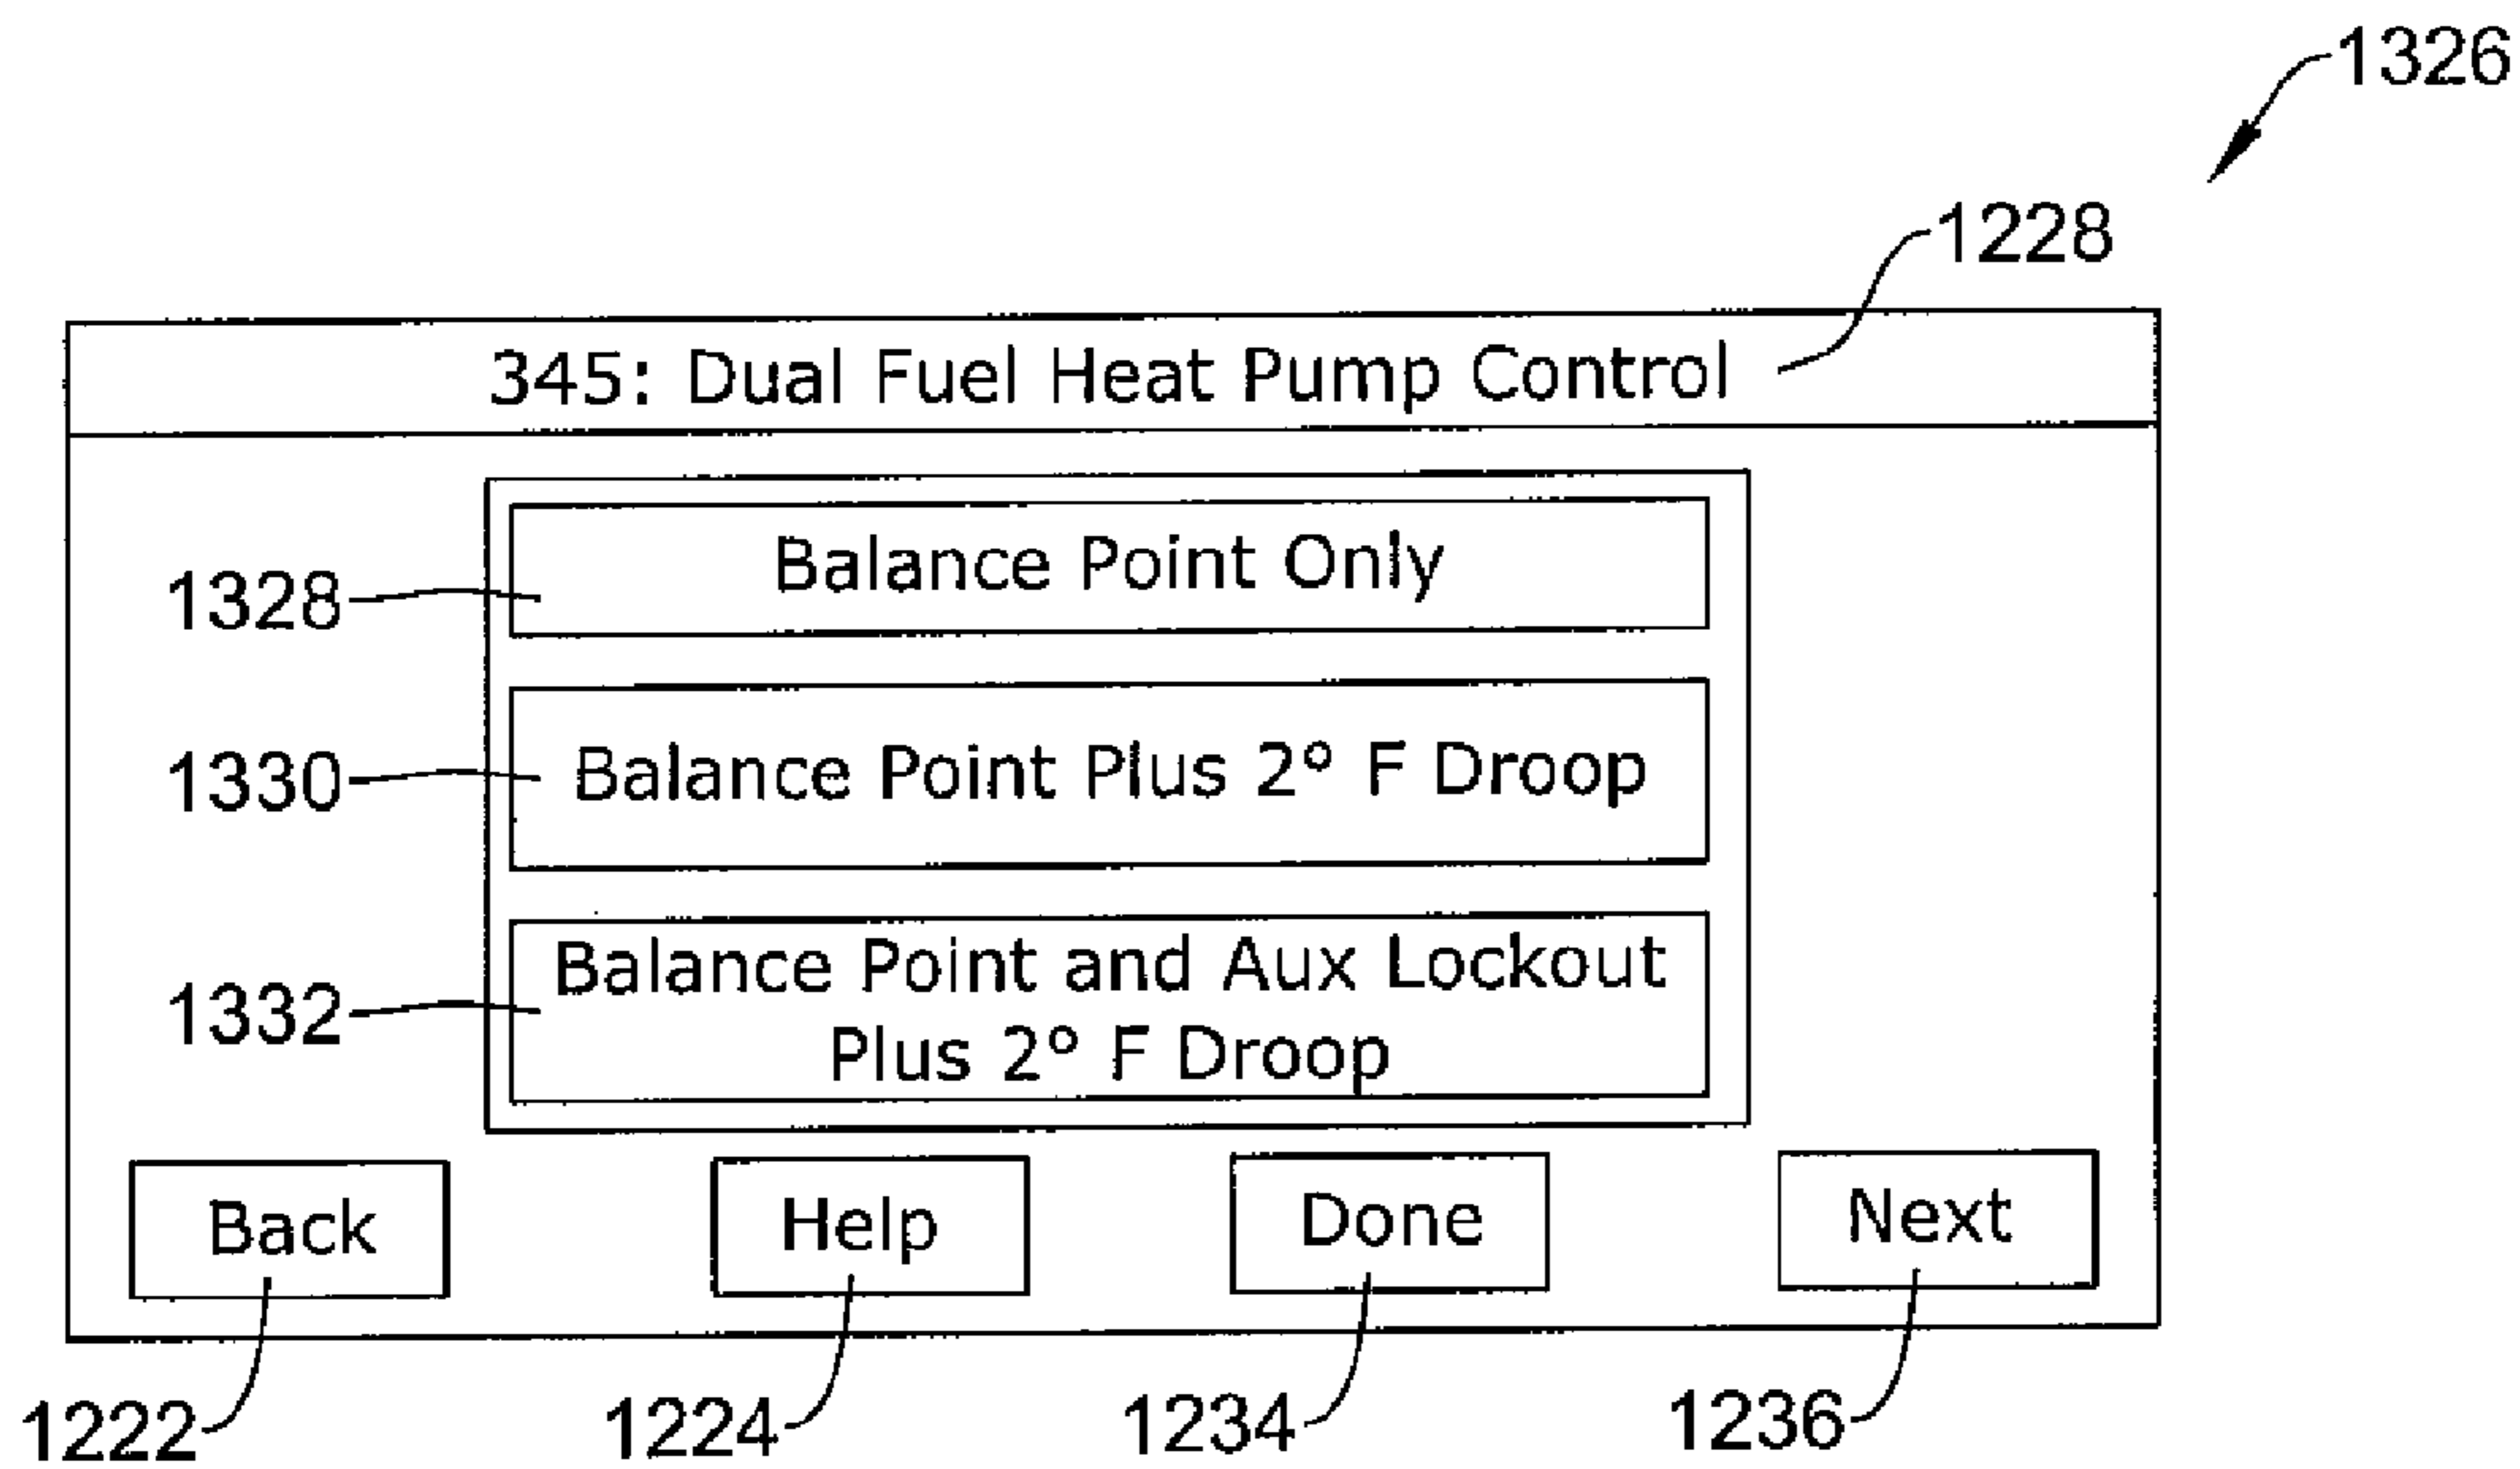 1326
1228
345: Dual Fuel Heat Pump Control
Balance Point Only
1328
Balance Point Plus 2° F Droop
1330
Balance Point and Aux Lockout
Plus 2° F Droop
1332
Back
Help
Done
Next
1222
1224
1234
1236